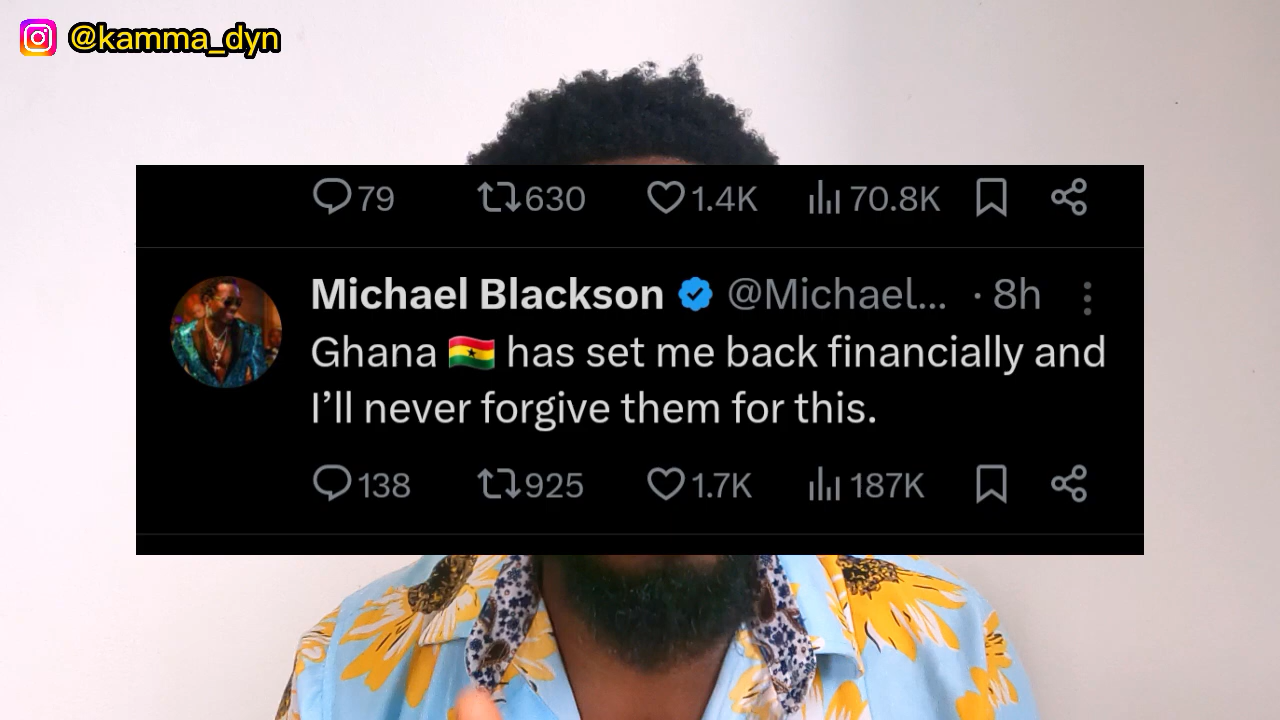 @kamma_dyn
79 630 1.4K 70.8K
Michael Blackson @Michael... · 8h
Ghana 🇬🇭 has set me back financially and
I’ll never forgive them for this.
138 925 1.7K 187K